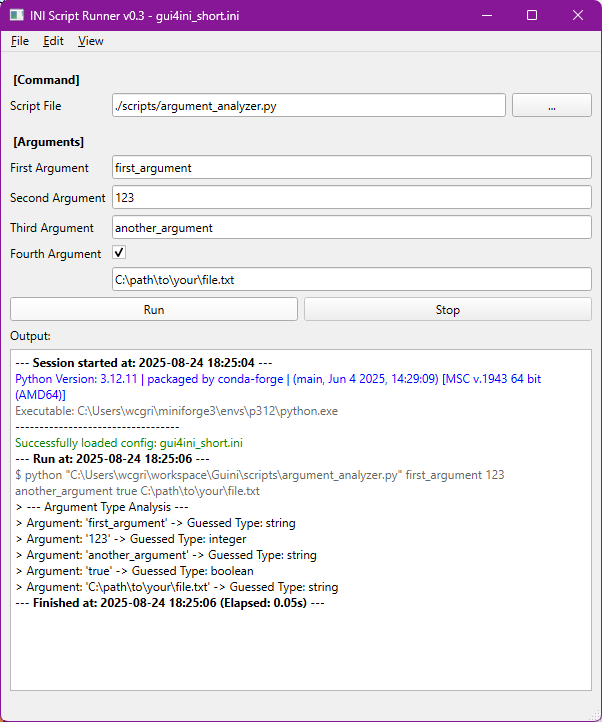 INI Script Runner v0.3 - gui4ini_short.ini
File Edit View
[Command]
Script File ./scripts/argument_analyzer.py ...
[Arguments]
First Argument first_argument
Second Argument 123
Third Argument another_argument
Fourth Argument
C:\path\to\your\file.txt
Run Stop
Output:
--- Session started at: 2025-08-24 18:25:04 ---
Python Version: 3.12.11 | packaged by conda-forge | (main, Jun 4 2025, 14:29:09) [MSC v.1943 64 bit
(AMD64)]
Executable: C:\Users\wcgri\miniforge3\envs\p312\python.exe
----------------------------------
Successfully loaded config: gui4ini_short.ini
--- Run at: 2025-08-24 18:25:06 ---
$ python "C:\Users\wcgri\workspace\Guini\scripts\argument_analyzer.py" first_argument 123
another_argument true C:\path\to\your\file.txt
> --- Argument Type Analysis ---
> Argument: 'first_argument' -> Guessed Type: string
> Argument: '123' -> Guessed Type: integer
> Argument: 'another_argument' -> Guessed Type: string
> Argument: 'true' -> Guessed Type: boolean
> Argument: 'C:\path\to\your\file.txt' -> Guessed Type: string
--- Finished at: 2025-08-24 18:25:06 (Elapsed: 0.05s) ---